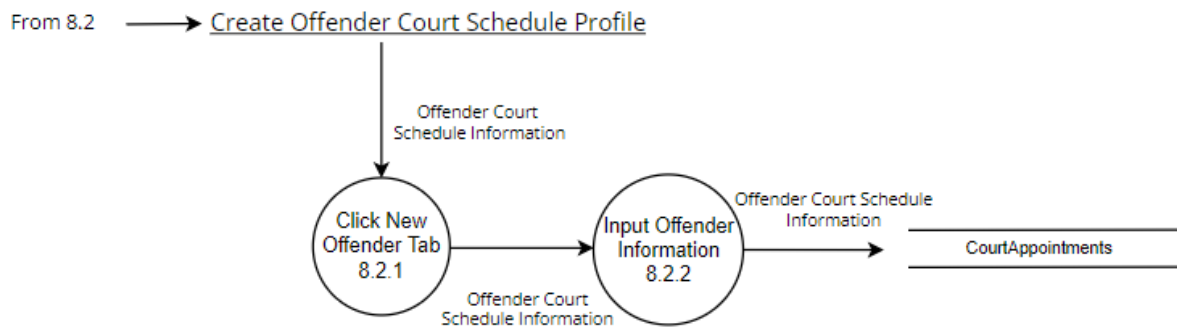 From 8.2
Create Offender Court Schedule Profile
Offender Court
Schedule Information
Click New
Offender Tab
8.2.1
Offender Court
Schedule Information
Input Offender
Information
8.2.2
Offender Court Schedule
Information
CourtAppointments